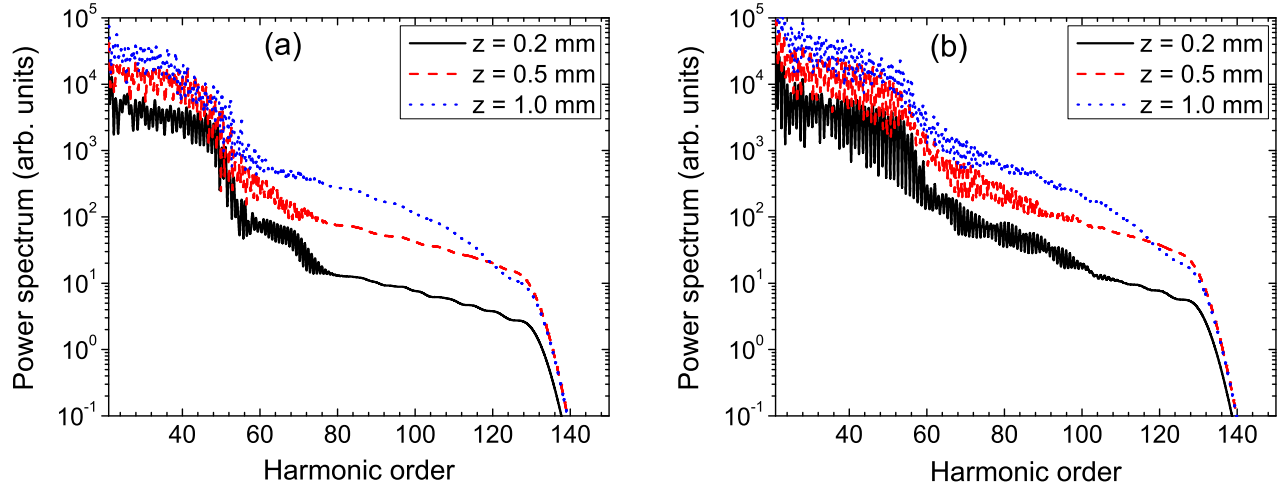 (a)
z = 0.2 mm
z = 0.5 mm
z = 1.0 mm
Power spectrum (arb. units)
10^5
10^4
10^3
10^2
10^1
10^0
10^-1
40 60 80 100 120 140
Harmonic order
(b)
z = 0.2 mm
z = 0.5 mm
z = 1.0 mm
Power spectrum (arb. units)
10^5
10^4
10^3
10^2
10^1
10^0
10^-1
40 60 80 100 120 140
Harmonic order